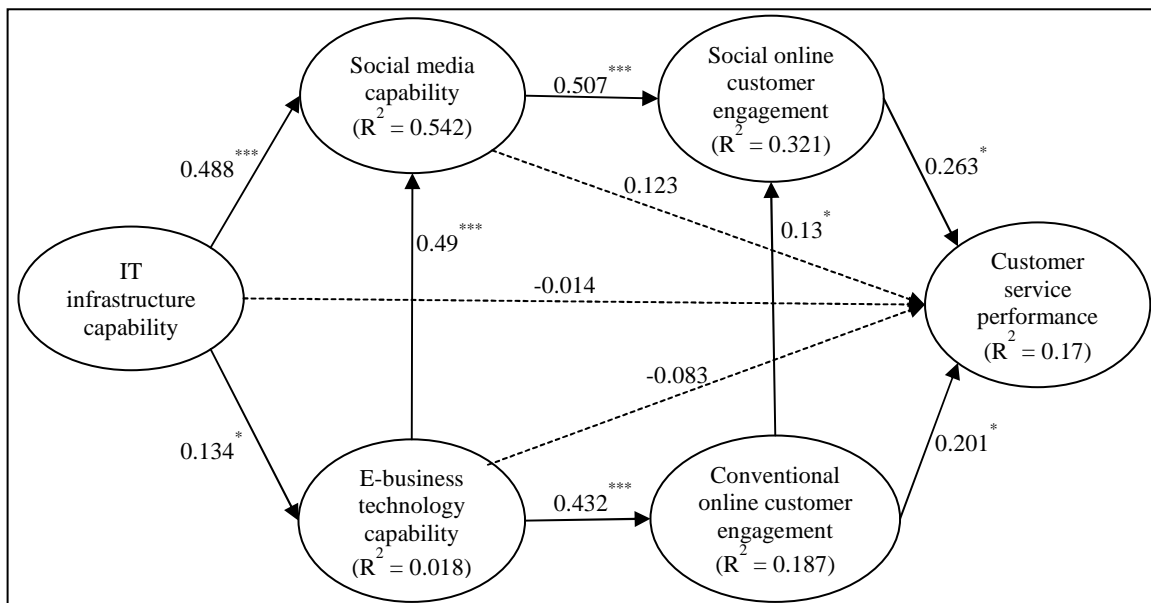 Social media
capability
(R² = 0.542)
0.507***
Social online
customer
engagement
(R² = 0.321)
0.488***
0.123
0.263*
0.49***
0.13*
IT
infrastructure
capability
-0.014
Customer
service
performance
(R² = 0.17)
-0.083
0.134*
0.201*
E-business
technology
capability
(R² = 0.018)
0.432***
Conventional
online customer
engagement
(R² = 0.187)